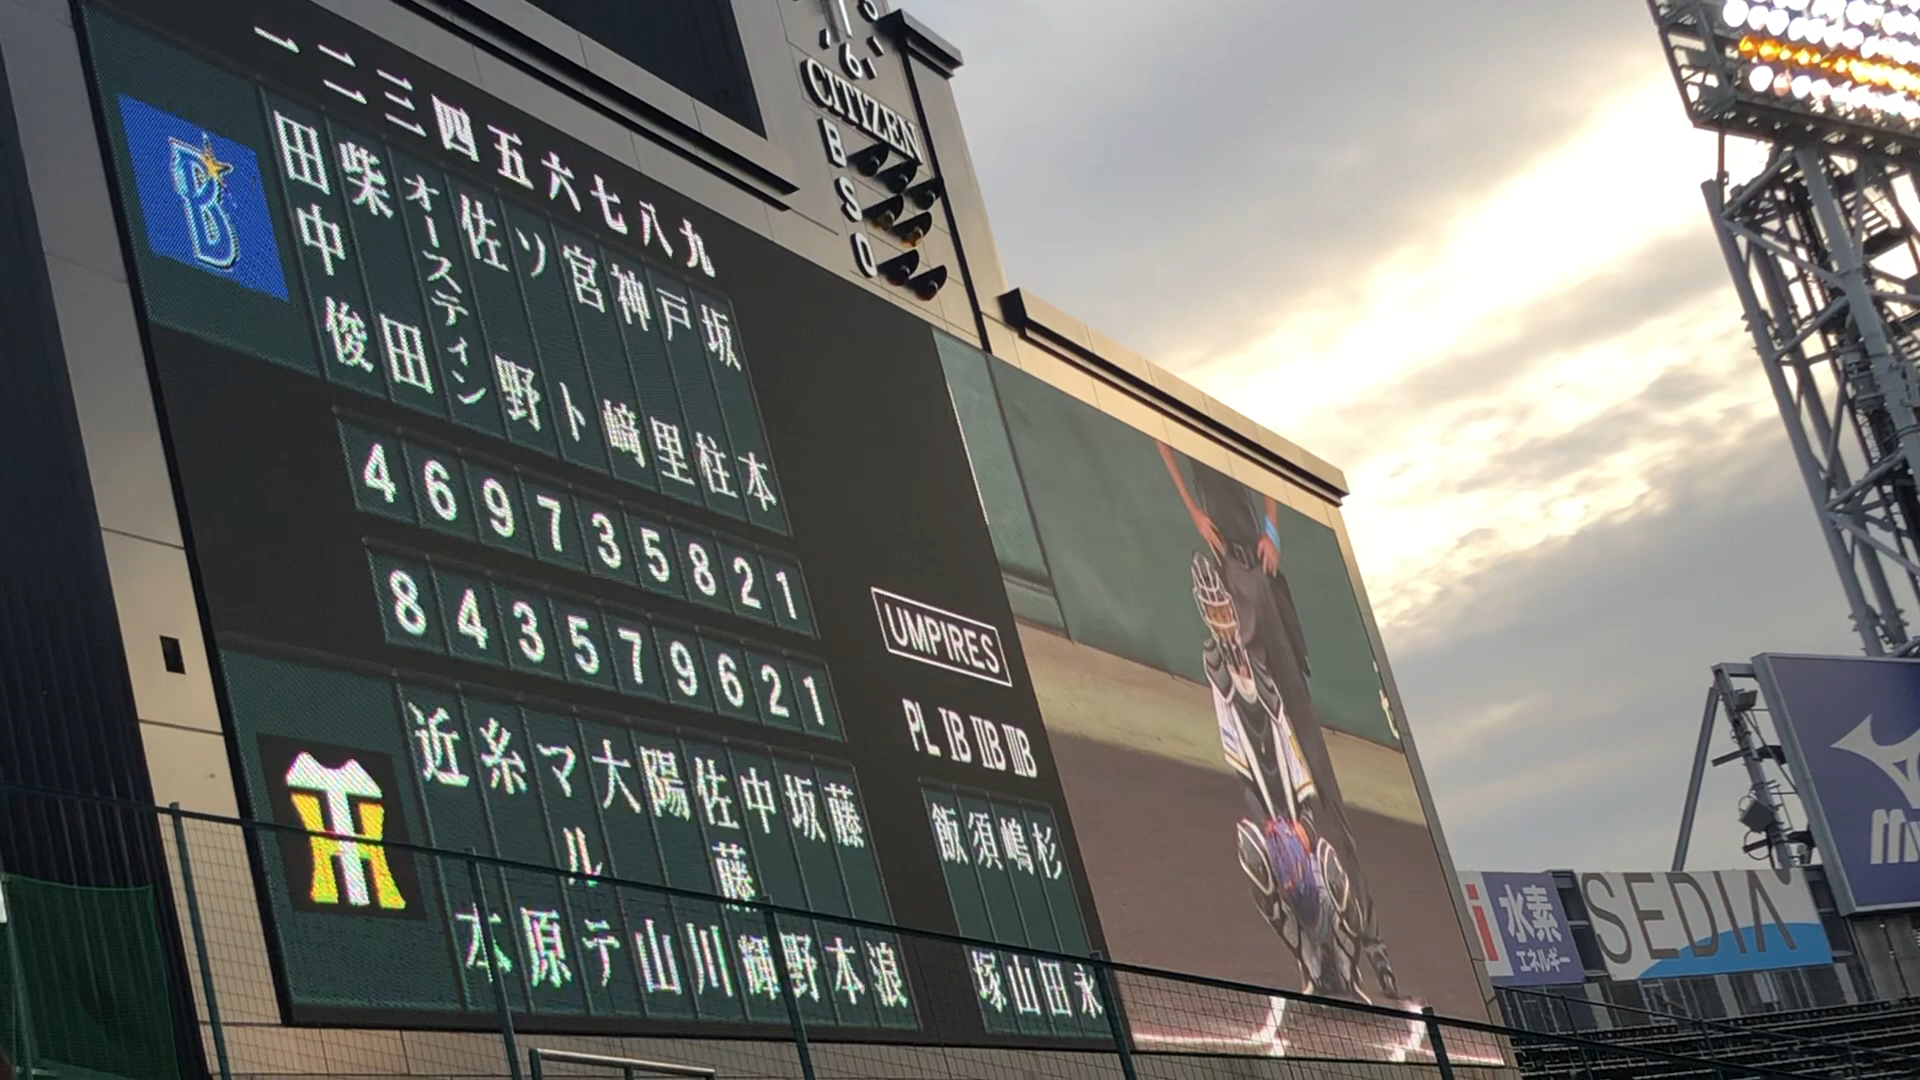 CITIZEN
B
S
O
一 二 三 四 五 六 七 八 九
田中俊
柴田
オースティン
佐野
ソト
宮﨑
神里
戸柱
坂本
4 6 9 7 3 5 8 2 1
8 4 3 5 7 9 6 2 1
近本
糸原
マルテ
大山
陽川
佐藤輝
中野
坂本
藤浪
UMPIRES
PL ⅠB ⅡB ⅢB
飯塚
須山
嶋田
杉永
水素
エネルギー
SEDIA